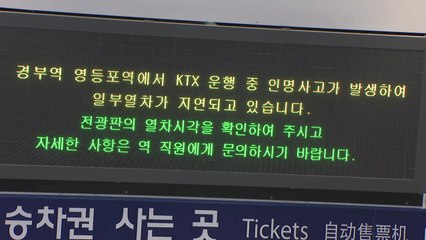 경부역 영등포역에서 KTX 운행 중 인명사고가 발생하여
일부열차가 지연되고 있습니다.
전광판의 열차시각을 확인하여 주시고
자세한 사항은 역 직원에게 문의하시기 바랍니다.
승차권 사는 곳 Tickets 自动售票机